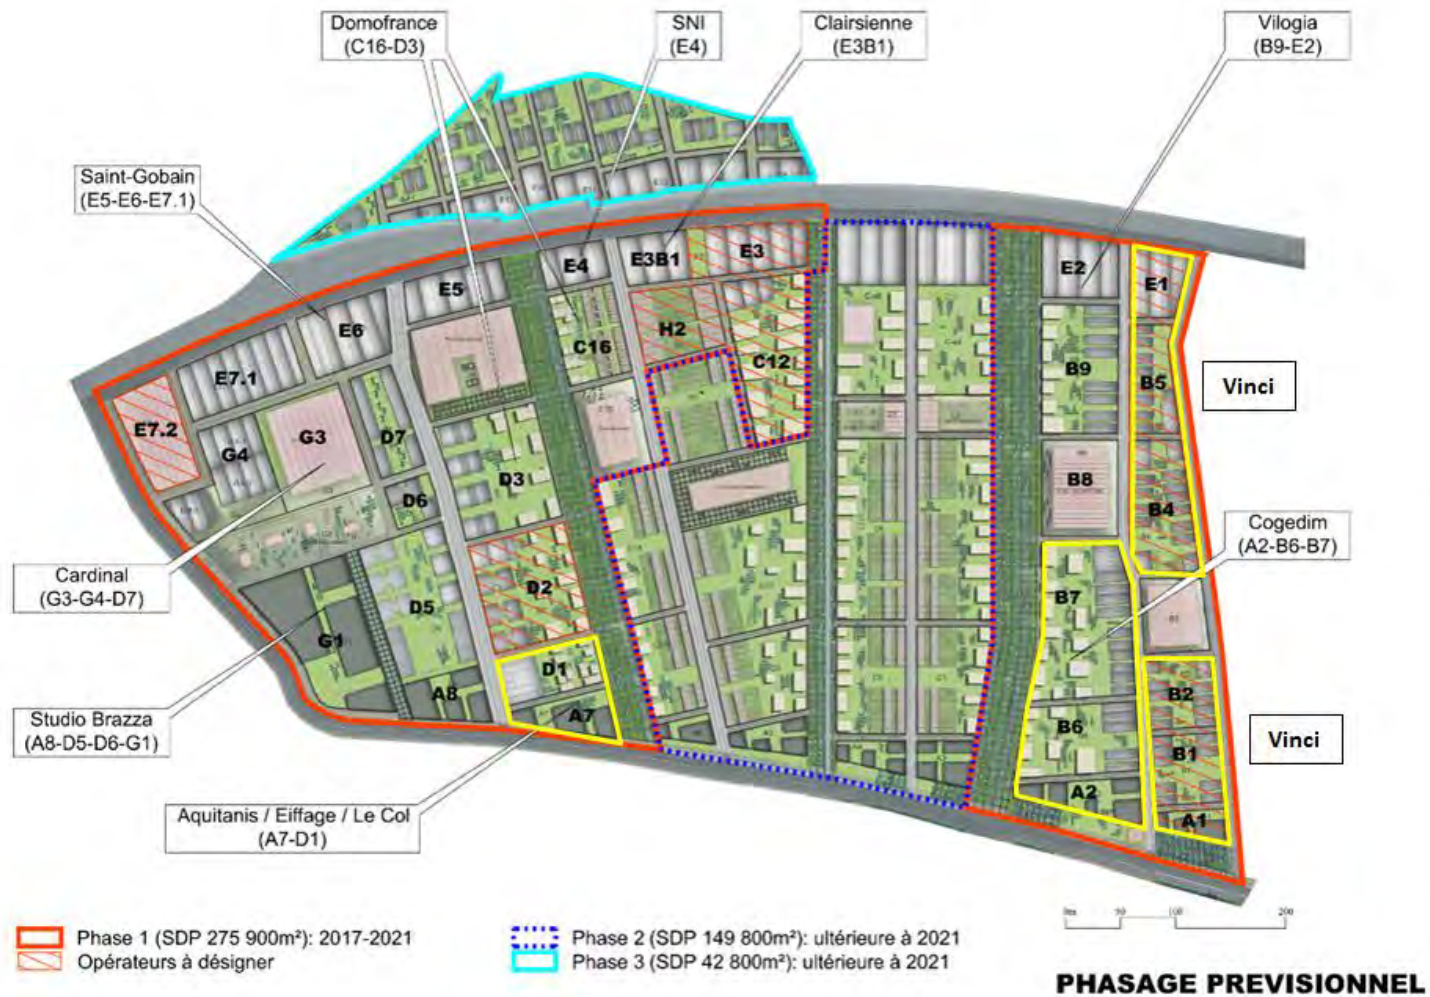 Domofrance
(C16-D3)
SNI
(E4)
Clairsienne
(E3B1)
Vilogia
(B9-E2)
Saint-Gobain
(E5-E6-E7.1)
E4
E3B1
E3
E2
E1
E5
E6
H2
C16
C12
E7.1
B9
B5
Vinci
E7.2
G4
G3
D7
D3
D6
B8
B4
Cogedim
(A2-B6-B7)
Cardinal
(G3-G4-D7)
D2
D5
G1
B7
D1
A8
A7
B2
B6
B1
Vinci
Studio Brazza
(A8-D5-D6-G1)
A2
A1
Aquitanis / Eiffage / Le Col
(A7-D1)
50
100
200
Phase 1 (SDP 275 900m²): 2017-2021
Opérateurs à désigner
Phase 2 (SDP 149 800m²): ultérieure à 2021
Phase 3 (SDP 42 800m²): ultérieure à 2021
PHASAGE PREVISIONNEL